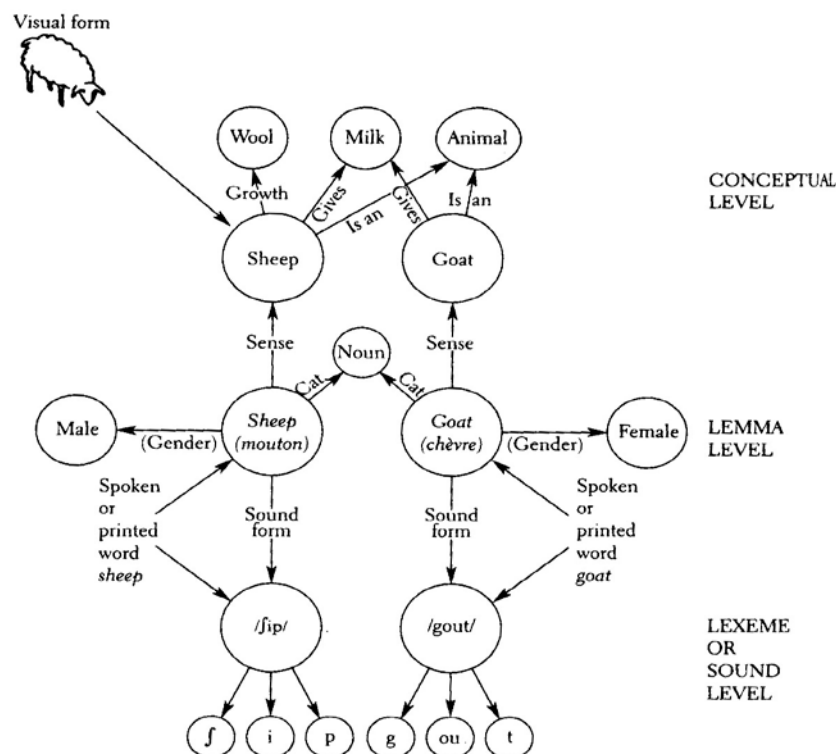 Visual form
Wool
Milk
Animal
Growth
Gives
Is an
Gives
Is an
CONCEPTUAL
LEVEL
Sheep
Goat
Sense
Sense
Noun
Cat
Cat
Male
(Gender)
Sheep
(mouton)
Goat
(chèvre)
(Gender)
Female
LEMMA
LEVEL
Spoken
or
printed
word
sheep
Sound
form
Sound
form
Spoken
or
printed
word
goat
/ʃip/
/gout/
LEXEME
OR
SOUND
LEVEL
ʃ
i
p
g
ou
t